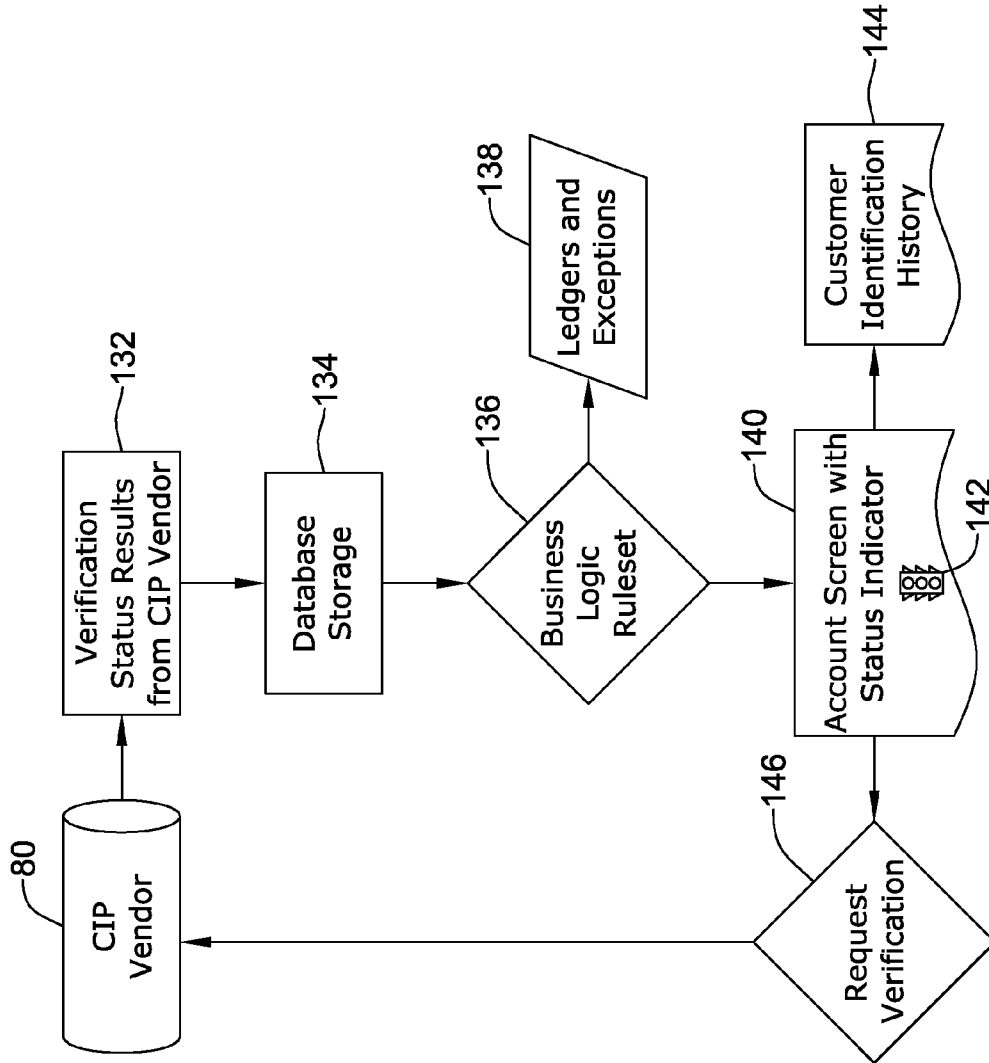 80
CIP
Vendor
132
Verification
Status Results
from CIP Vendor
134
Database
Storage
136
Business
Logic
Ruleset
138
Ledgers and
Exceptions
140
Account Screen with
Status Indicator
142
144
Customer
Identification
History
146
Request
Verification